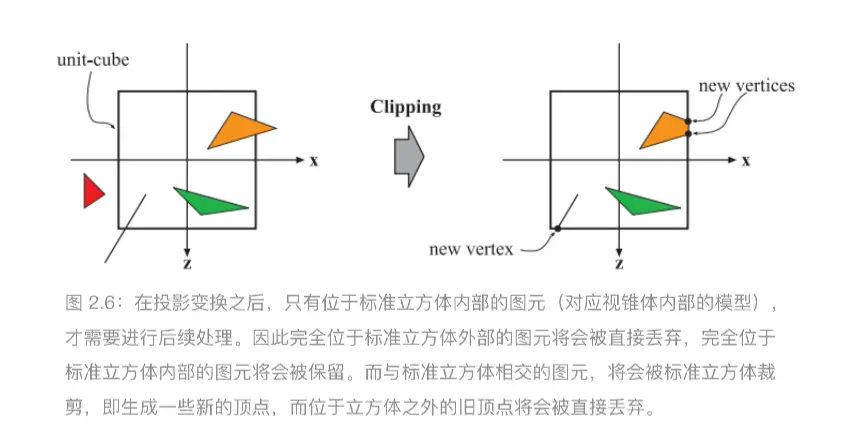 unit-cube
x
z
Clipping
new vertices
x
new vertex
z
图 2.6：在投影变换之后，只有位于标准立方体内部的图元（对应视锥体内部的模型），
才需要进行后续处理。因此完全位于标准立方体外部的图元将会被直接丢弃，完全位于
标准立方体内部的图元将会被保留。而与标准立方体相交的图元，将会被标准立方体裁
剪，即生成一些新的顶点，而位于立方体之外的旧顶点将会被直接丢弃。